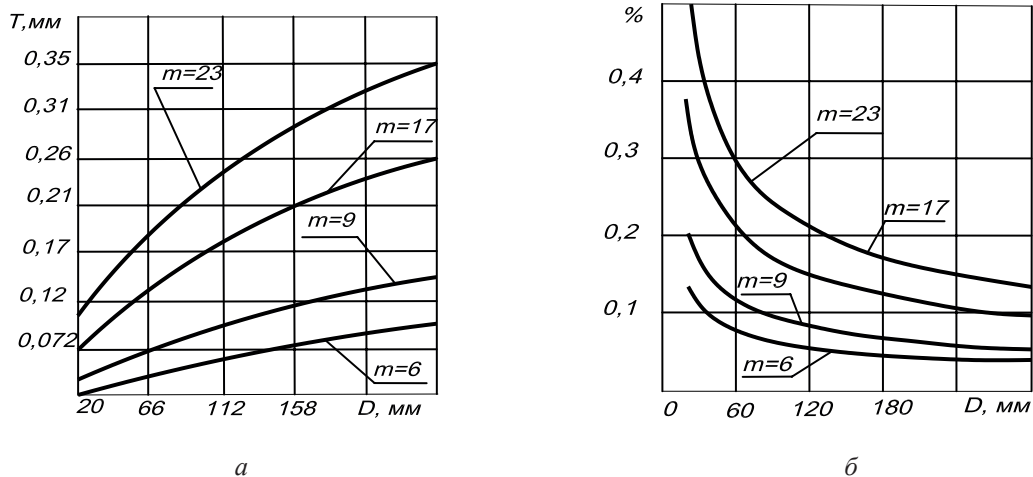 T,мм
0,35
0,31
0,26
0,21
0,17
0,12
0,072
20 66 112 158 D, мм
m=23
m=17
m=9
m=6
а
%
0,4
0,3
0,2
0,1
0 60 120 180 D, мм
m=23
m=17
m=9
m=6
б